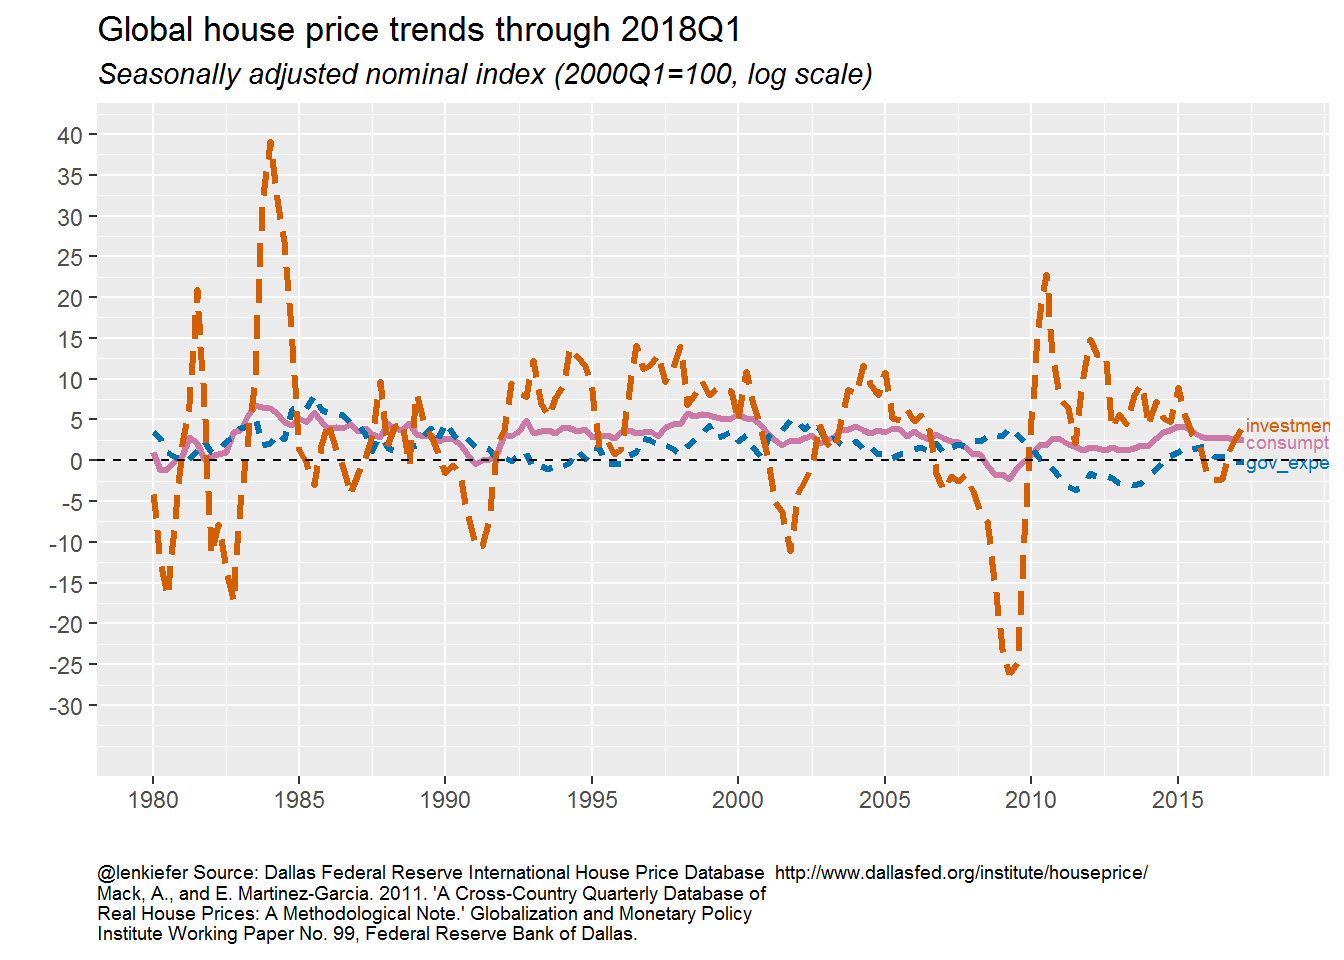 Global house price trends through 2018Q1
Seasonally adjusted nominal index (2000Q1=100, log scale)
40
35
30
25
20
15
10
5
0
-5
-10
-15
-20
-25
-30
investmen
consumpt
gov_expe
1980
1985
1990
1995
2000
2005
2010
2015
@lenkiefer Source: Dallas Federal Reserve International House Price Database  http://www.dallasfed.org/institute/houseprice/
Mack, A., and E. Martinez-Garcia. 2011. 'A Cross-Country Quarterly Database of
Real House Prices: A Methodological Note.' Globalization and Monetary Policy
Institute Working Paper No. 99, Federal Reserve Bank of Dallas.